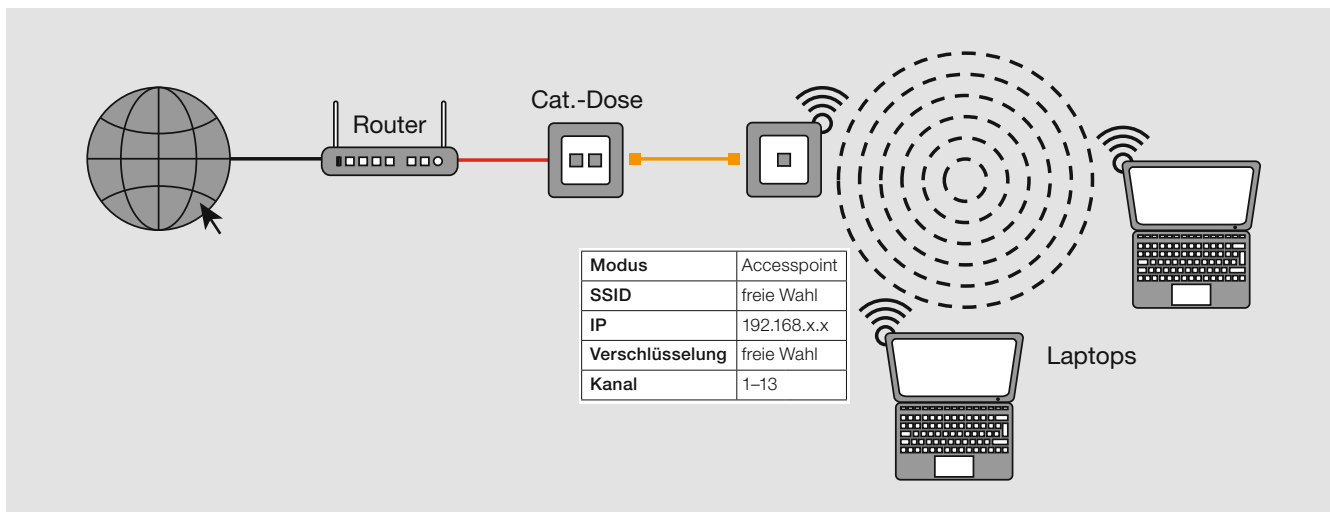 Router
Cat.-Dose
Modus Accesspoint
SSID freie Wahl
IP 192.168.x.x
Verschlüsselung freie Wahl
Kanal 1–13
Laptops